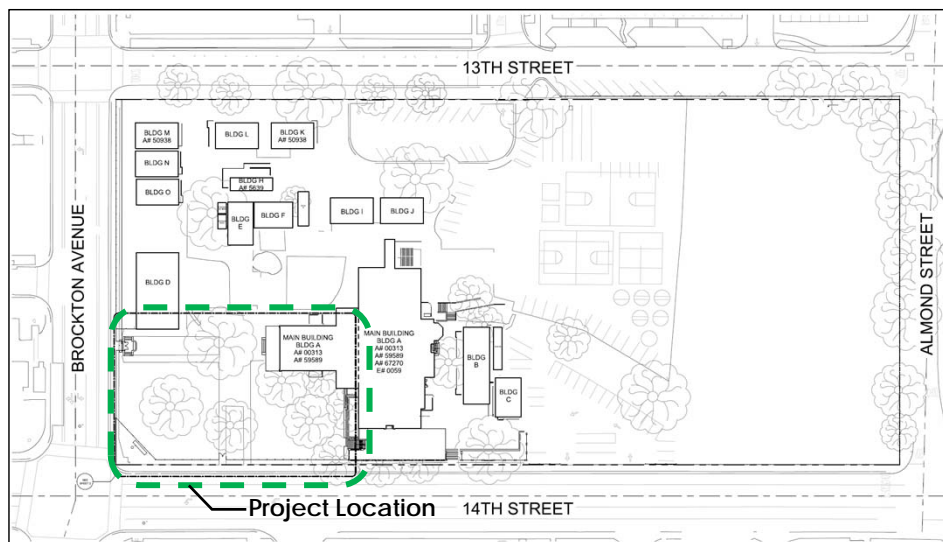 13TH STREET
BLDG M
A# 50938
BLDG L
BLDG K
A# 50938
BLDG N
BLDG H
A# 5639
BLDG O
BLDG
E
BLDG F
BLDG I
BLDG J
BROCKTON AVENUE
ALMOND STREET
BLDG D
MAIN BUILDING
BLDG A
A# 00313
A# 59589
MAIN BUILDING
BLDG A
A# 00313
A# 59589
A# 67270
E# 0059
BLDG
B
BLDG
C
Project Location
14TH STREET